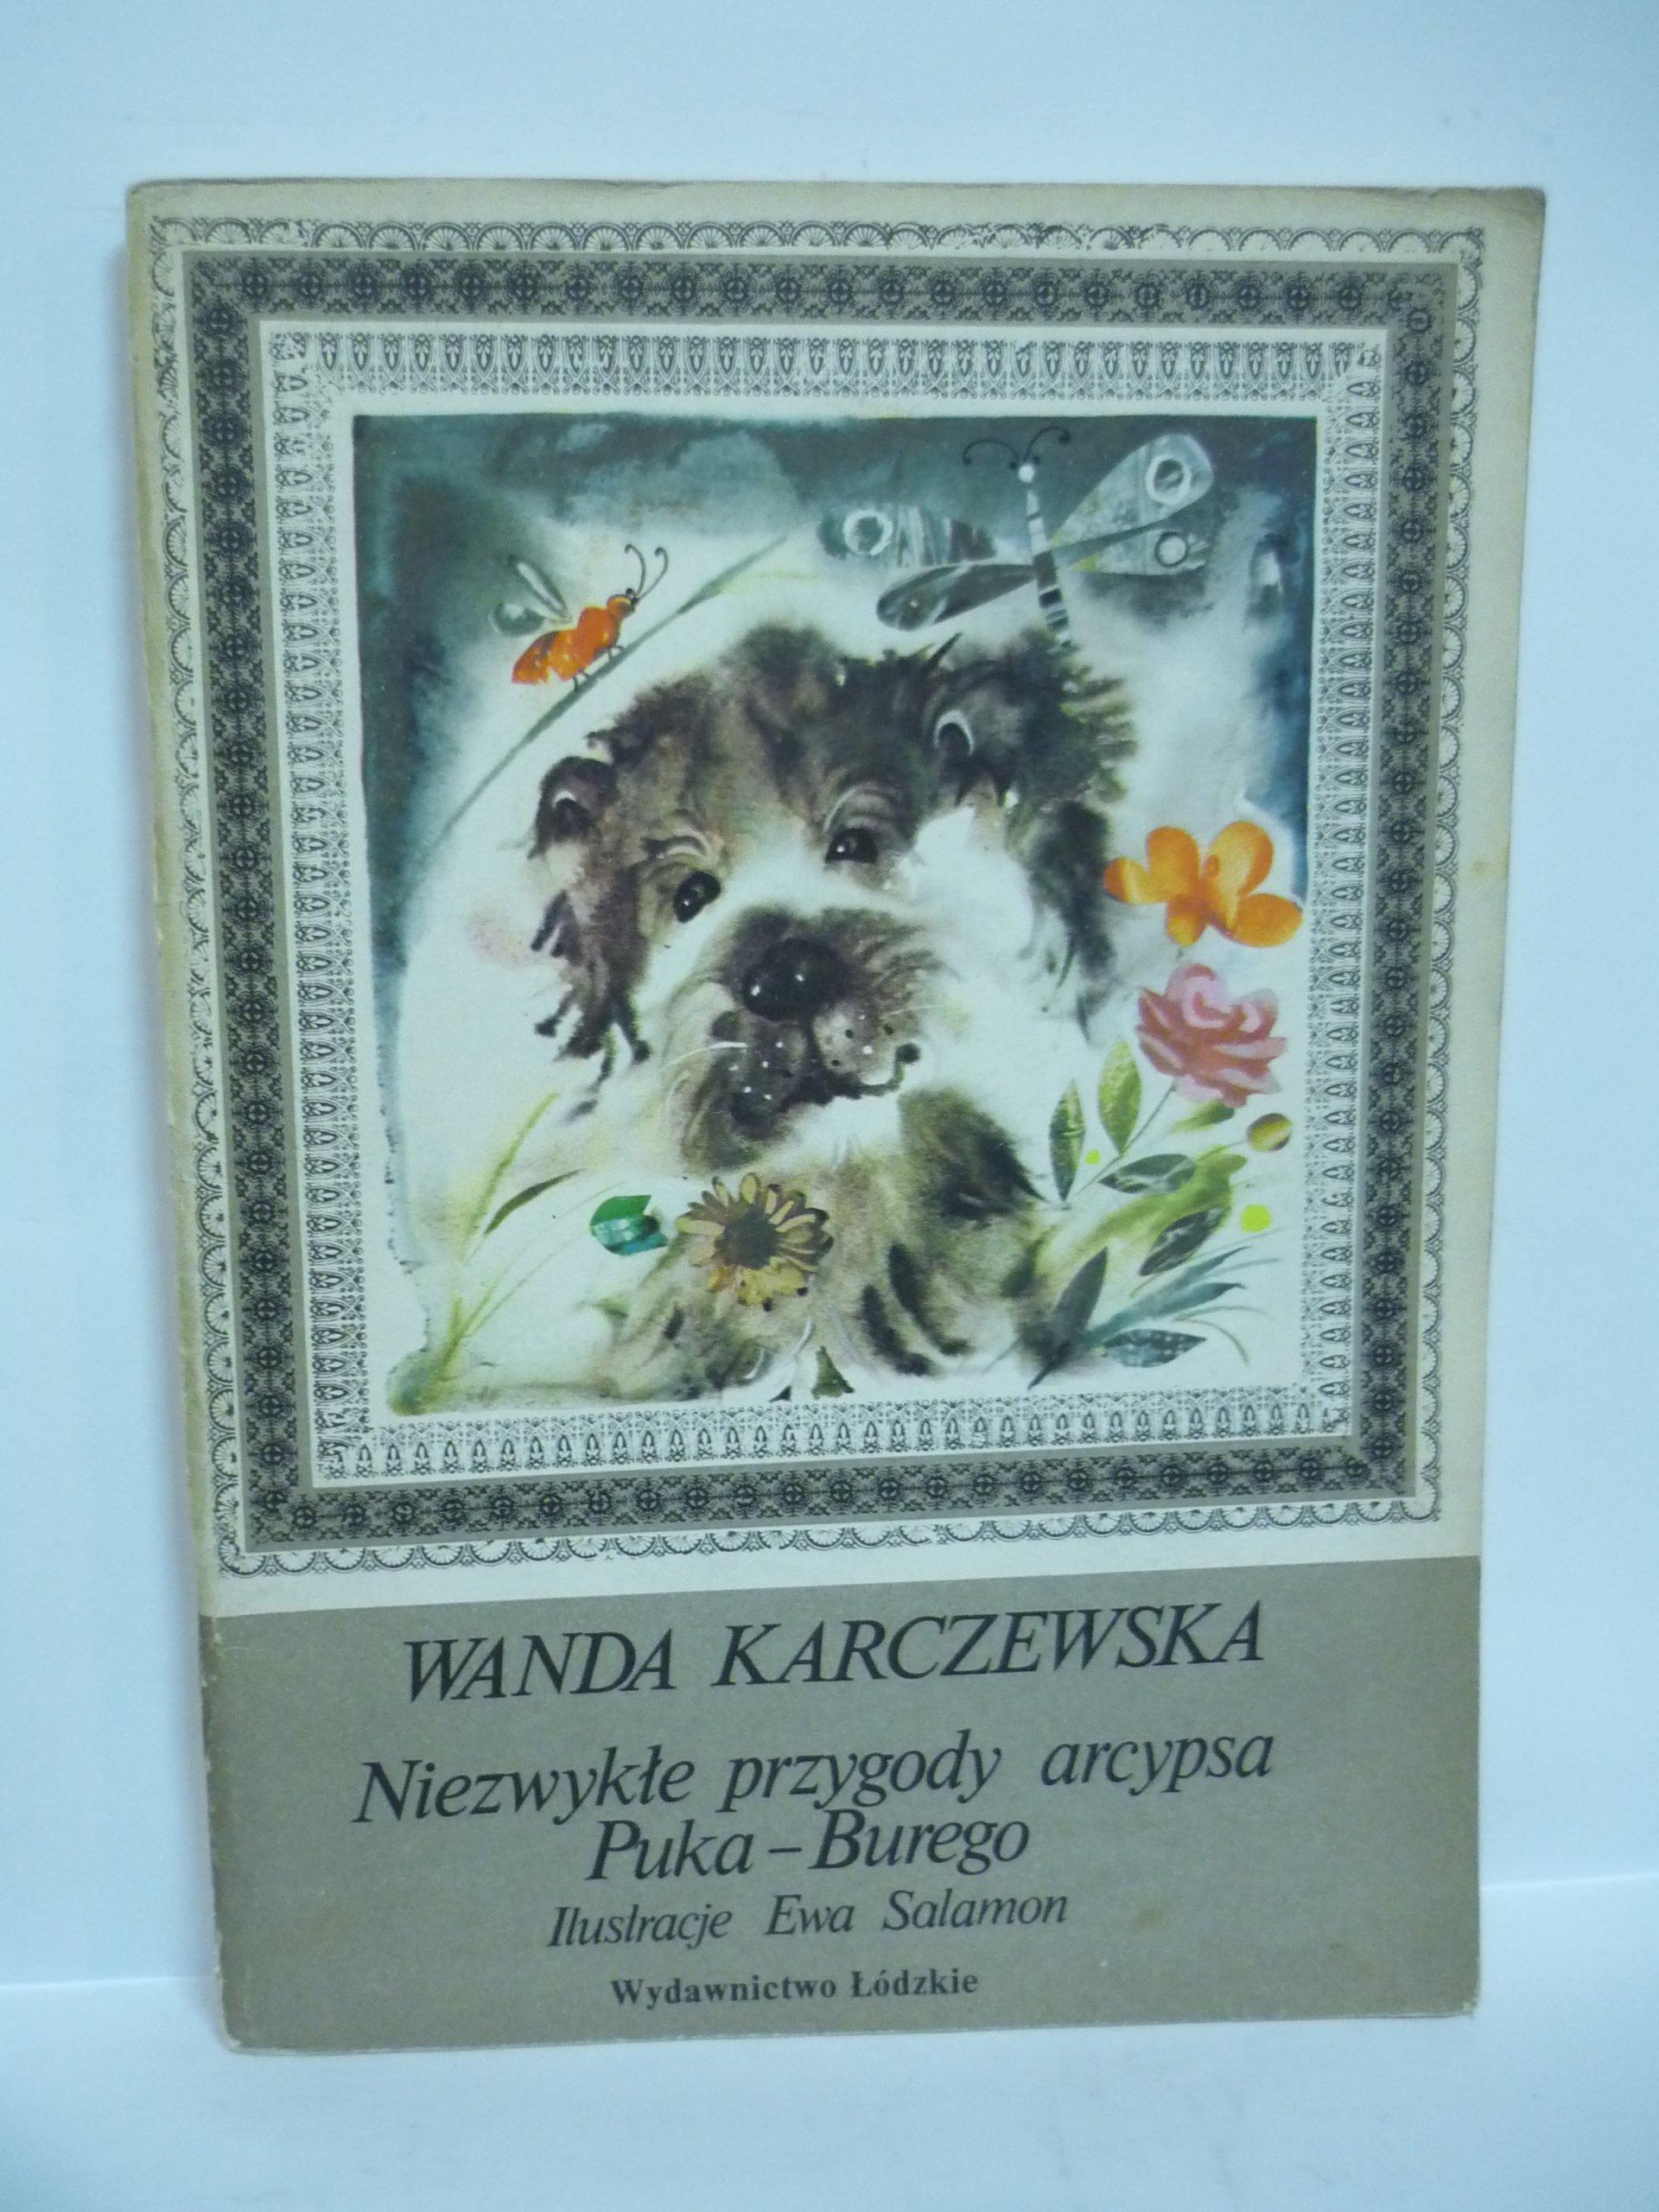 WANDA KARCZEWSKA
Niezwykłe przygody arcypsa
Puka – Burego
Ilustracje Ewa Salamon
Wydawnictwo Łódzkie